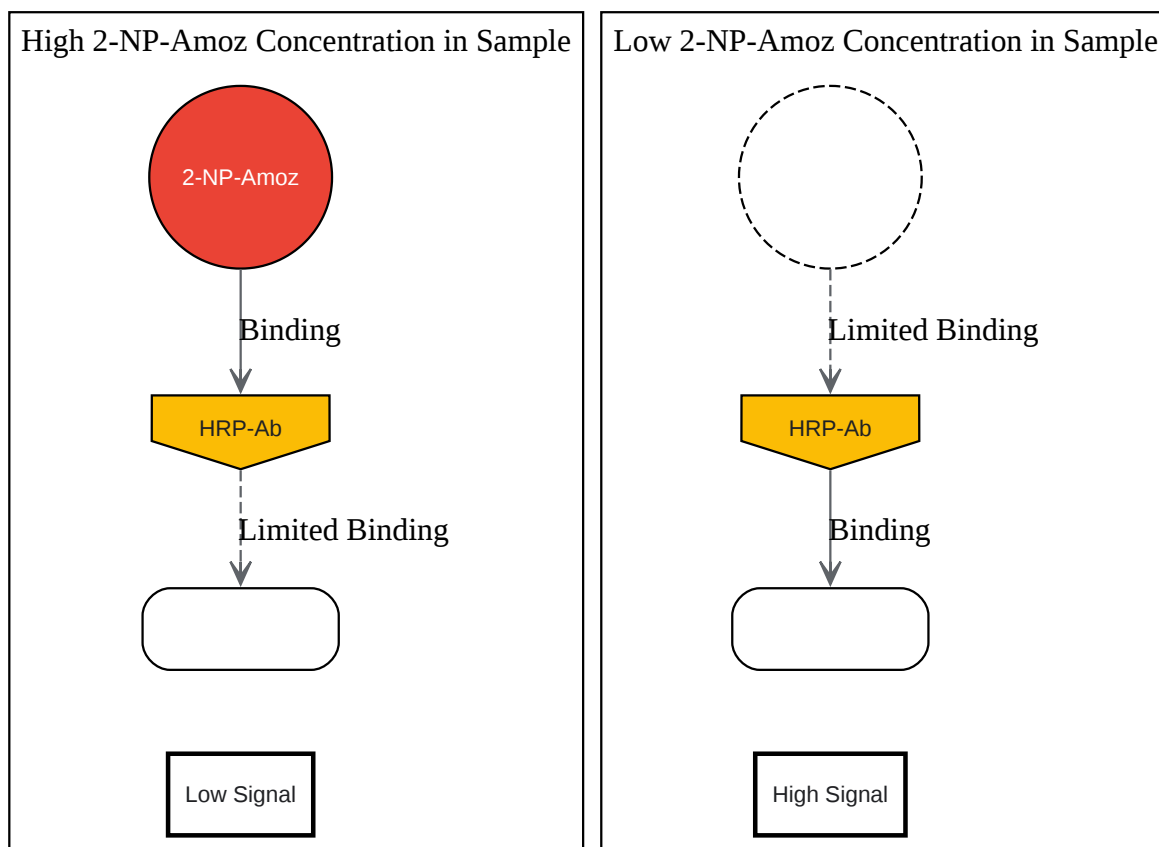 High 2-NP-Amoz Concentration in Sample
2-NP-Amoz
Binding
HRP-Ab
Limited Binding
Low Signal
Low 2-NP-Amoz Concentration in Sample
Limited Binding
HRP-Ab
Binding
High Signal